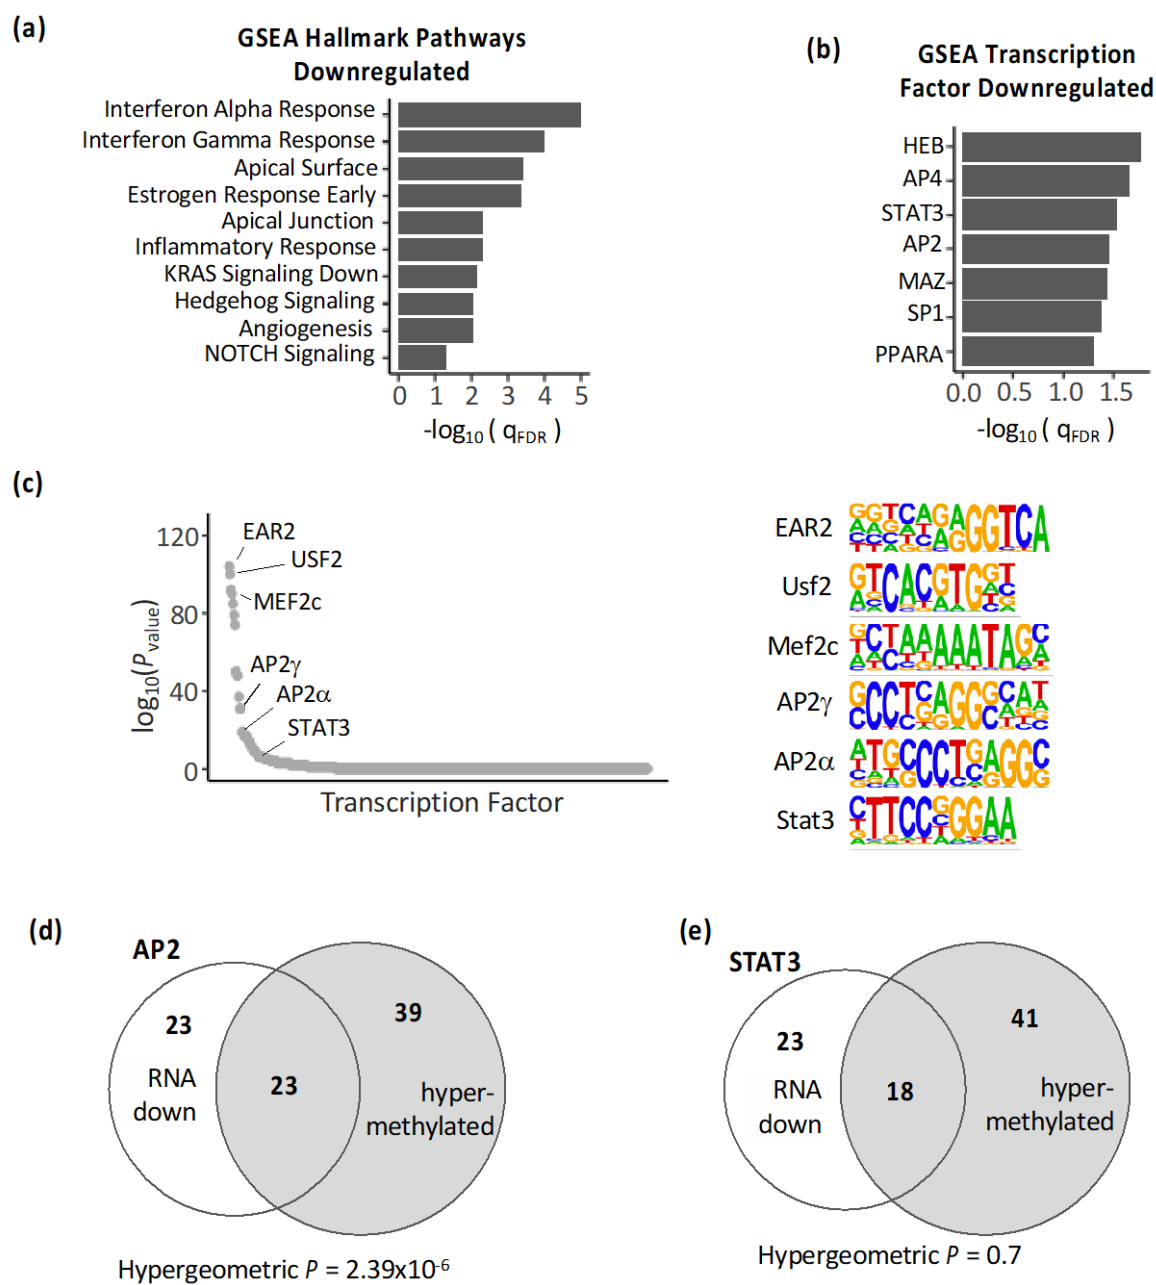 (a)
GSEA Hallmark Pathways
Downregulated
Interferon Alpha Response
Interferon Gamma Response
Apical Surface
Estrogen Response Early
Apical Junction
Inflammatory Response
KRAS Signaling Down
Hedgehog Signaling
Angiogenesis
NOTCH Signaling
0 1 2 3 4 5
-log10 ( qFDR )
(b)
GSEA Transcription
Factor Downregulated
HEB
AP4
STAT3
AP2
MAZ
SP1
PPARA
0.0 0.5 1.0 1.5
-log10 ( qFDR )
(c)
120
80
40
0
log10(Pvalue)
EAR2
USF2
MEF2c
AP2γ
AP2α
STAT3
Transcription Factor
EAR2
Usf2
Mef2c
AP2γ
AP2α
Stat3
(d)
AP2
23
RNA
down
23
39
hyper-
methylated
Hypergeometric P = 2.39x10-6
(e)
STAT3
23
RNA
down
18
41
hyper-
methylated
Hypergeometric P = 0.7